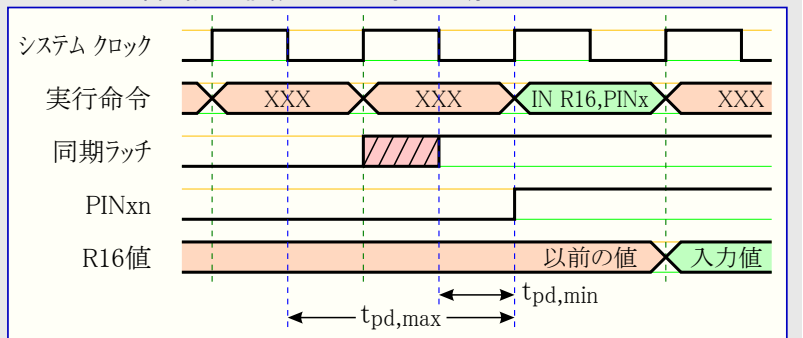 システム クロック
実行命令 XXX XXX IN R16,PINx XXX
同期ラッチ
PINxn
R16値 以前の値 入力値
tpd,min
tpd,max